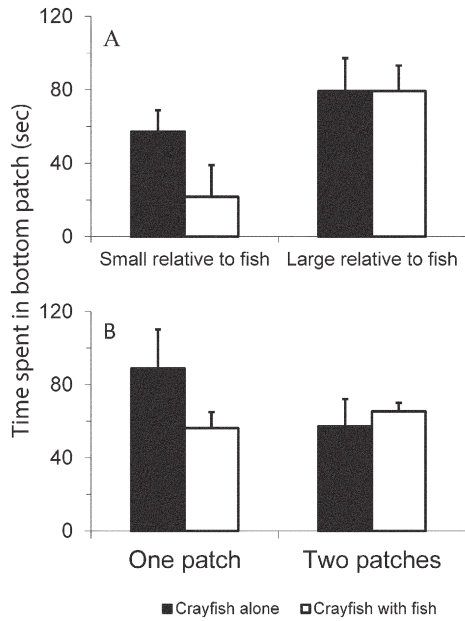 Time spent in bottom patch (sec)
A
120
80
40
0
Small relative to fish Large relative to fish
B
120
80
40
0
One patch Two patches
Crayfish alone Crayfish with fish